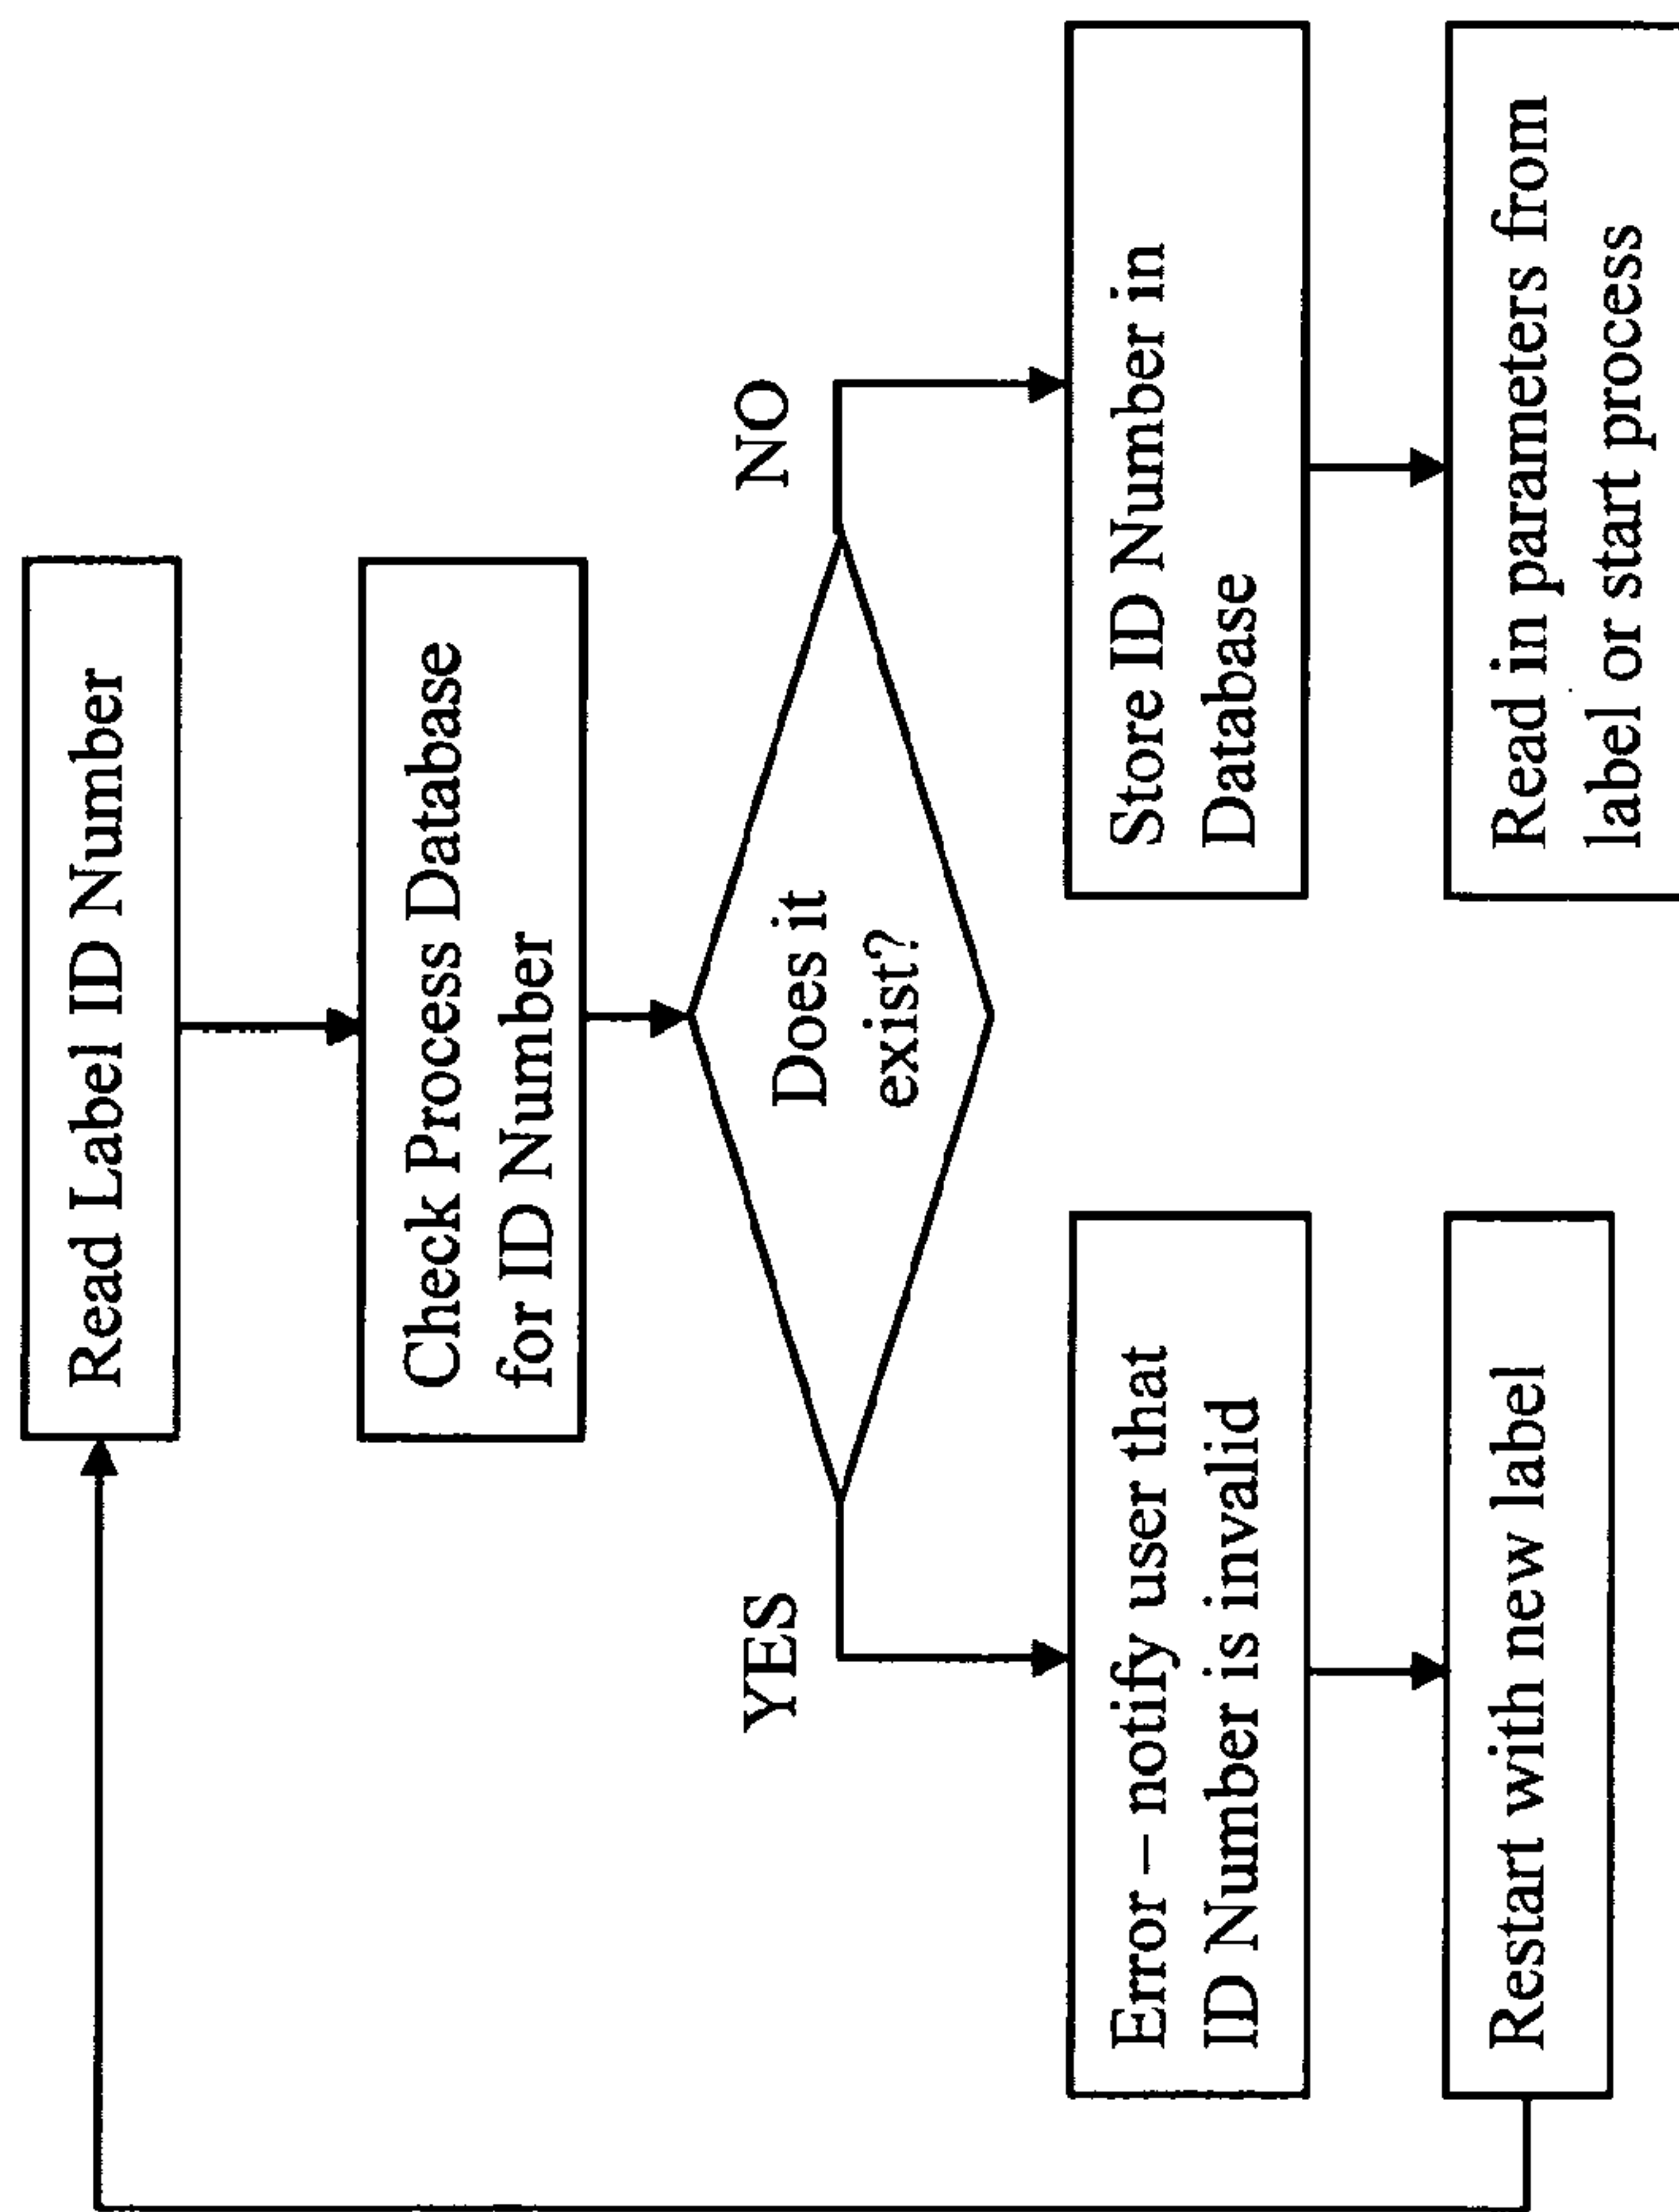 Read Label ID Number
Check Process Database
for ID Number
Does it
exist?
YES
NO
Error – notify user that
ID Number is invalid
Store ID Number in
Database
Restart with new label
Read in parameters from
label or start process